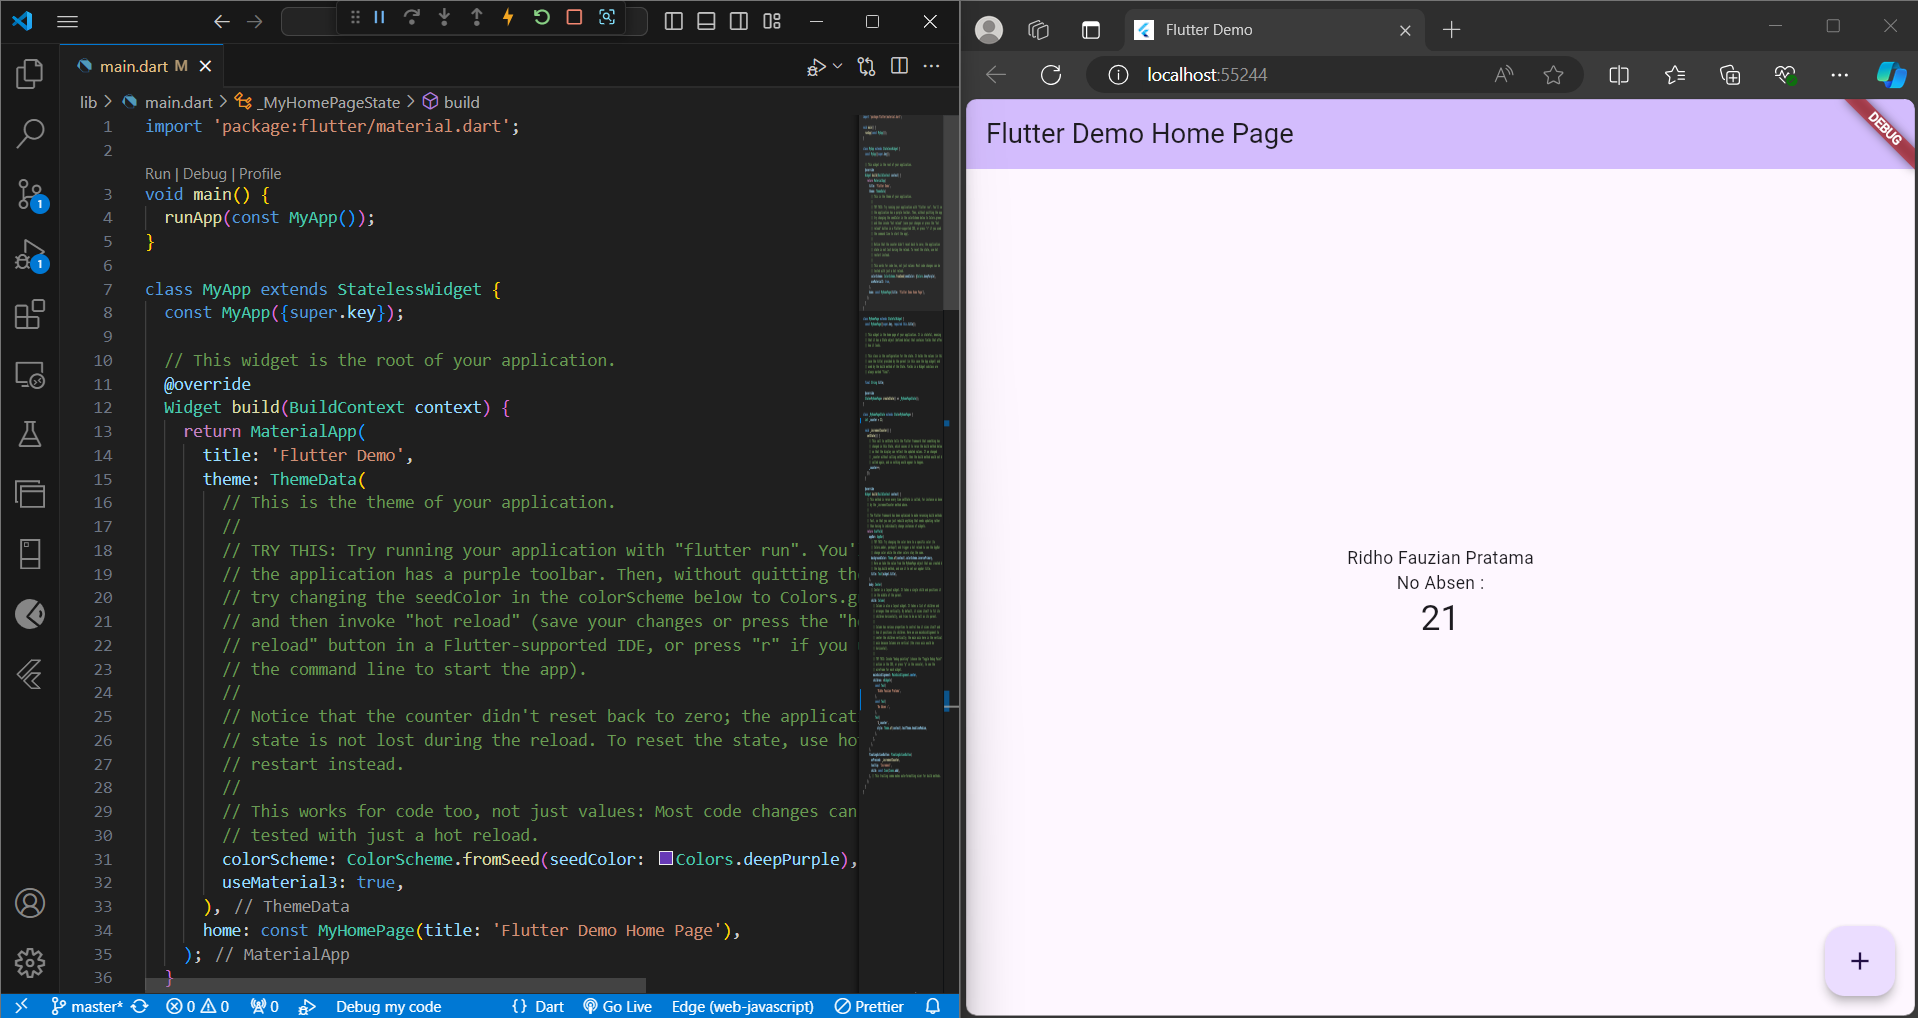 main.dart M
lib > main.dart > _MyHomePageState > build
1 import 'package:flutter/material.dart';
2
Run | Debug | Profile
3 void main() {
4 runApp(const MyApp());
5 }
6
7 class MyApp extends StatelessWidget {
8 const MyApp({super.key});
9
10 // This widget is the root of your application.
11 @override
12 Widget build(BuildContext context) {
13 return MaterialApp(
14 title: 'Flutter Demo',
15 theme: ThemeData(
16 // This is the theme of your application.
17 //
18 // TRY THIS: Try running your application with "flutter run". You'
19 // the application has a purple toolbar. Then, without quitting the
20 // try changing the seedColor in the colorScheme below to Colors.g
21 // and then invoke "hot reload" (save your changes or press the "h
22 // reload" button in a Flutter-supported IDE, or press "r" if you
23 // the command line to start the app).
24 //
25 // Notice that the counter didn't reset back to zero; the applicat
26 // state is not lost during the reload. To reset the state, use ho
27 // restart instead.
28 //
29 // This works for code too, not just values: Most code changes can
30 // tested with just a hot reload.
31 colorScheme: ColorScheme.fromSeed(seedColor: Colors.deepPurple),
32 useMaterial3: true,
33 ), // ThemeData
34 home: const MyHomePage(title: 'Flutter Demo Home Page'),
35 ); // MaterialApp
36 }
1
1
master* 0 0 0 Debug my code {} Dart Go Live Edge (web-javascript) Prettier
Flutter Demo
localhost:55244
Flutter Demo Home Page
DEBUG
Ridho Fauzian Pratama
No Absen :
21
+